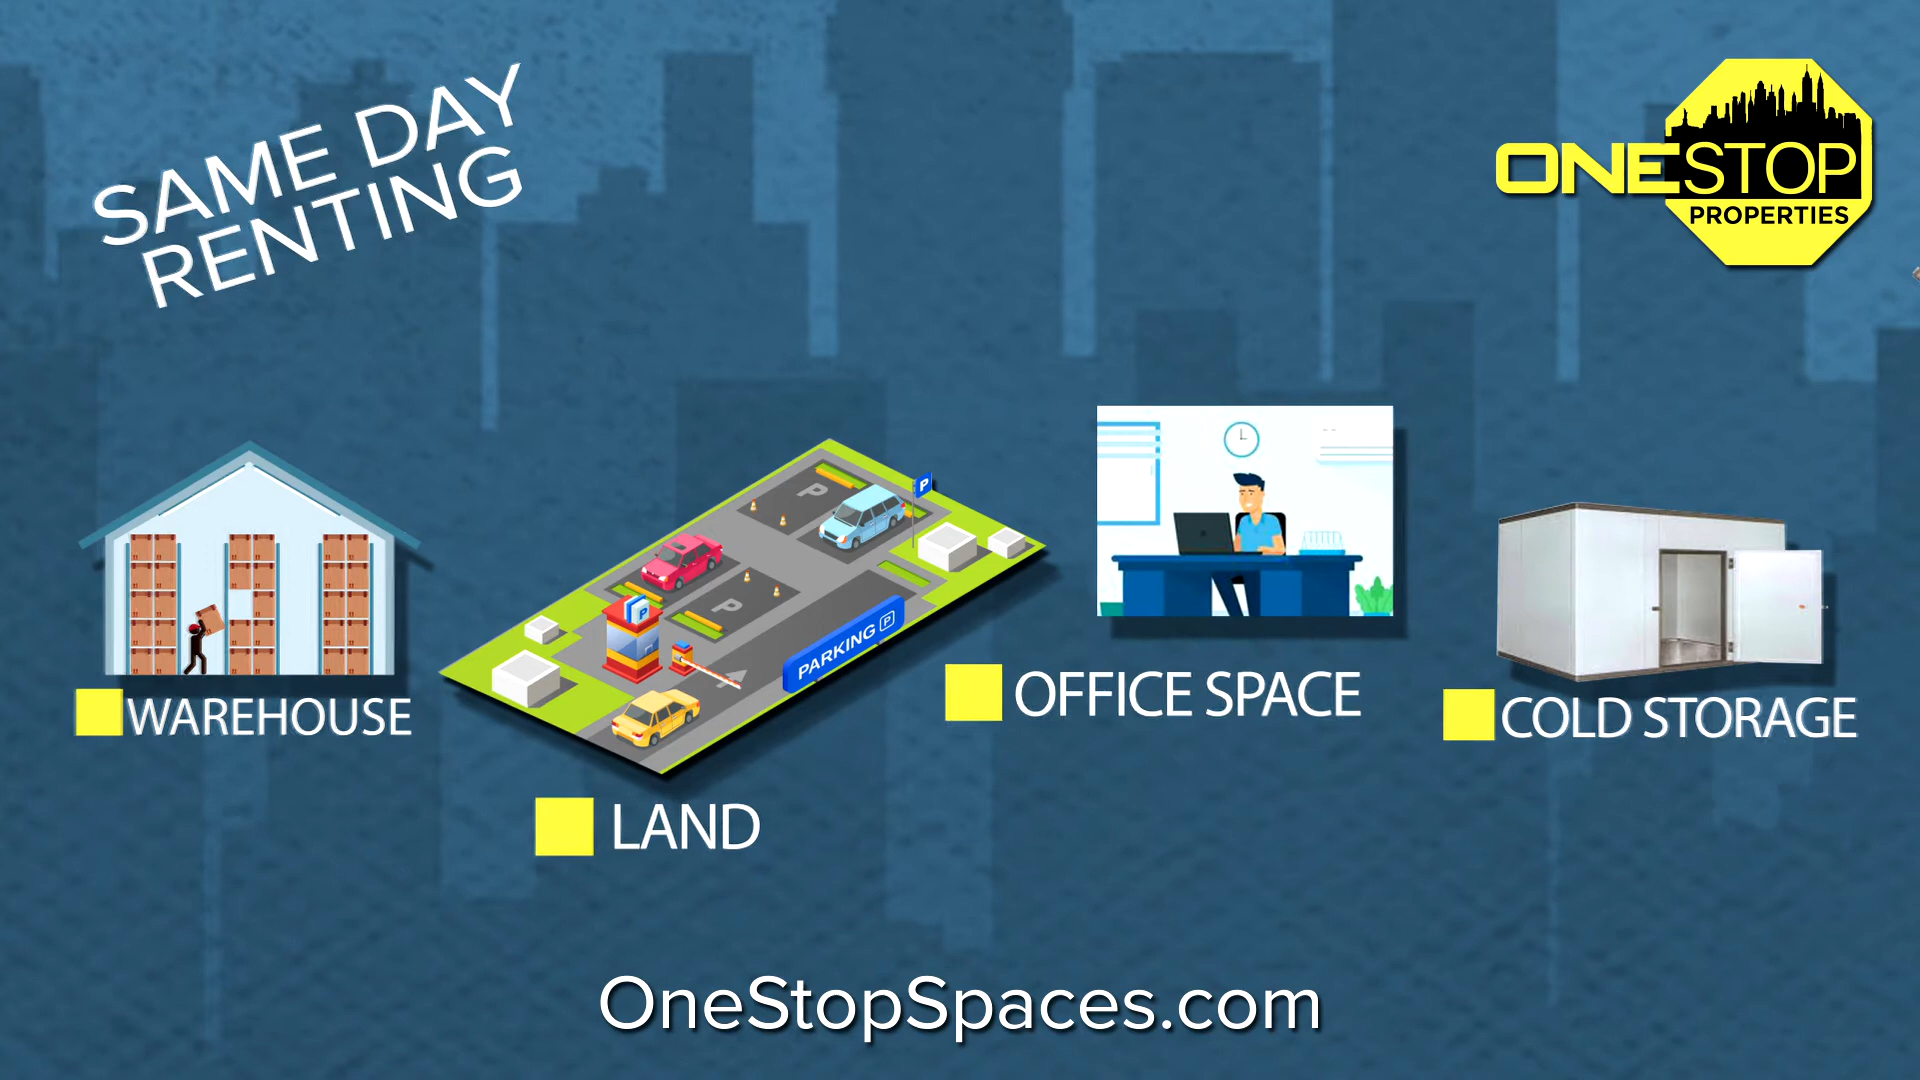 SAME DAY
RENTING
ONESTOP
PROPERTIES
P
P
P
P
PARKING P
WAREHOUSE
LAND
OFFICE SPACE
COLD STORAGE
OneStopSpaces.com